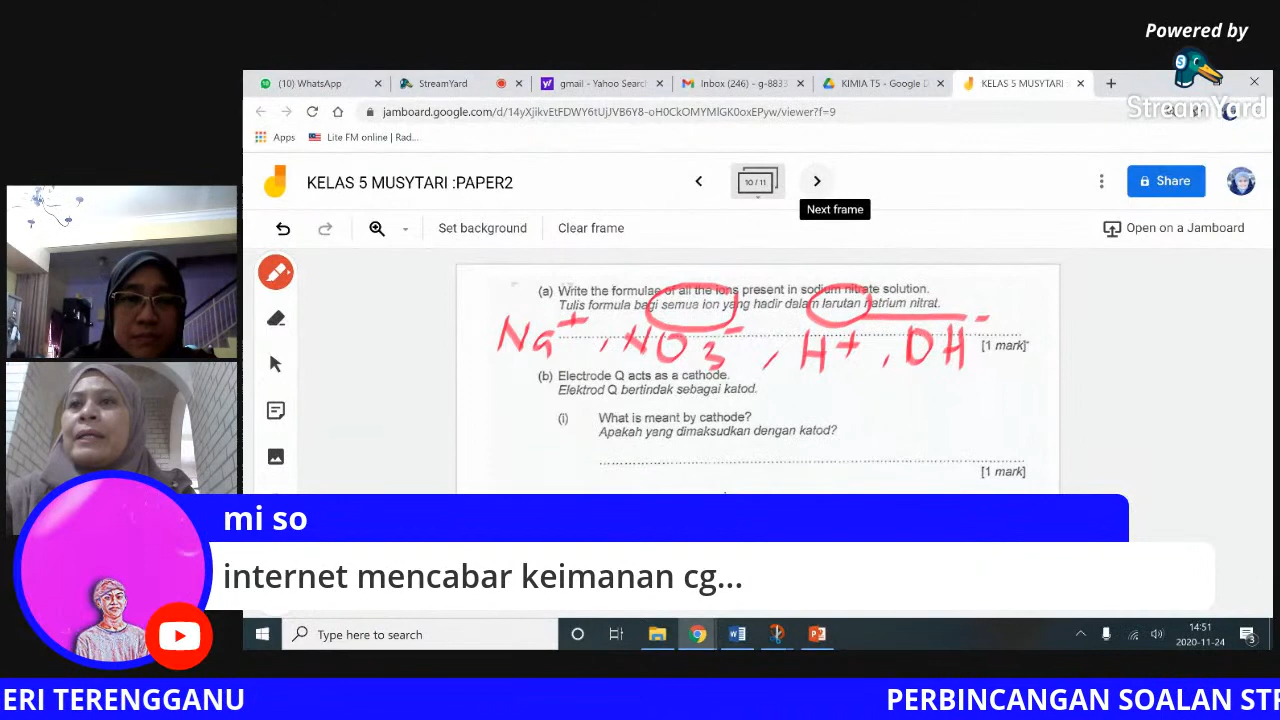 Powered by
StreamYard
(10) WhatsApp
StreamYard
gmail - Yahoo Searc
Inbox (246) - g-8833
KIMIA T5 - Google D
KELAS 5 MUSYTARI
jamboard.google.com/d/14yXjikvEtFDWY6tUjJVB6Y8-oH0CkOMYMlGK0oxEPyw/viewer?f=9
Apps
Lite FM online | Rad...
KELAS 5 MUSYTARI :PAPER2
10 / 11
Share
Next frame
Set background
Clear frame
Open on a Jamboard
(a) Write the formulae of all the ions present in sodium nitrate solution.
Tulis formula bagi semua ion yang hadir dalam larutan natrium nitrat.
Na+ , NO3- , H+ , OH-
[1 mark]
(b) Electrode Q acts as a cathode.
Elektrod Q bertindak sebagai katod.
(i) What is meant by cathode?
Apakah yang dimaksudkan dengan katod?
[1 mark]
mi so
internet mencabar keimanan cg...
Type here to search
14:51
2020-11-24
3
ERI TERENGGANU
PERBINCANGAN SOALAN STR